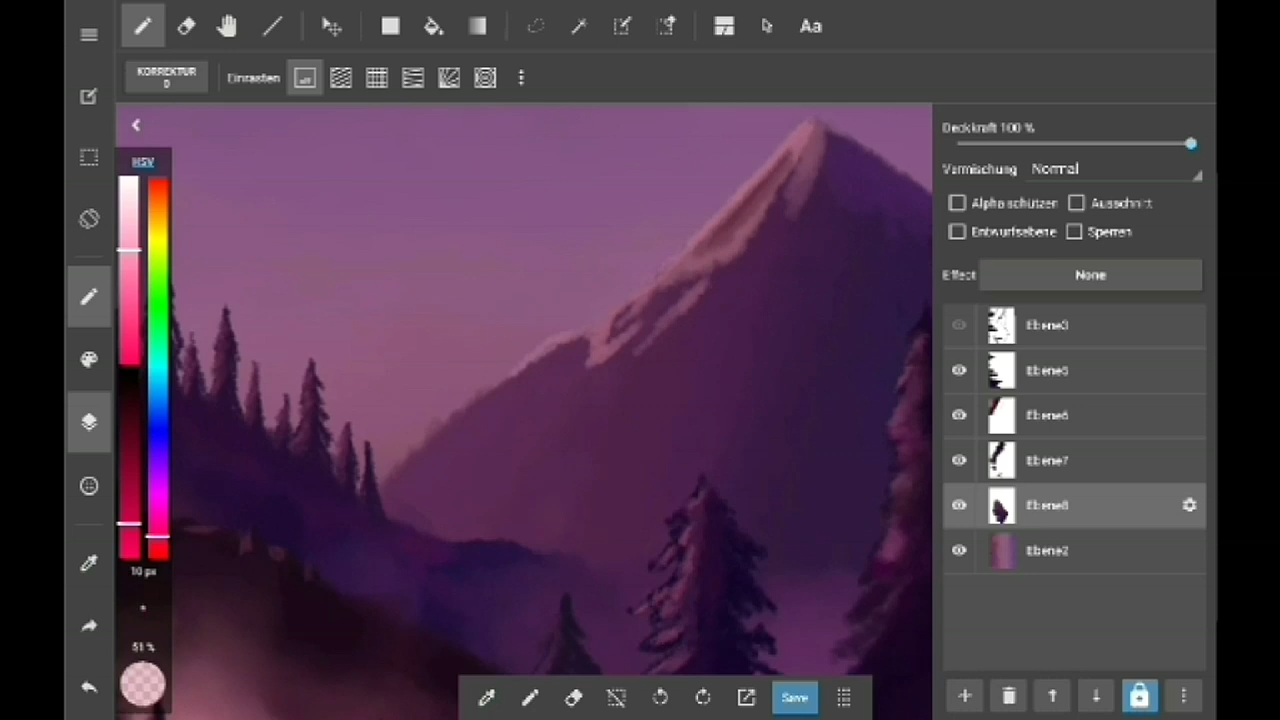 Aa
KORREKTUR
0
Einrasten
off
HSV
Deckkraft 100 %
Vermischung Normal
Alpha schützen Ausschnitt
Entwurfsebene Sperren
Effect None
Ebene3
Ebene5
Ebene6
Ebene7
Ebene8
Ebene2
10 px
51 %
Save